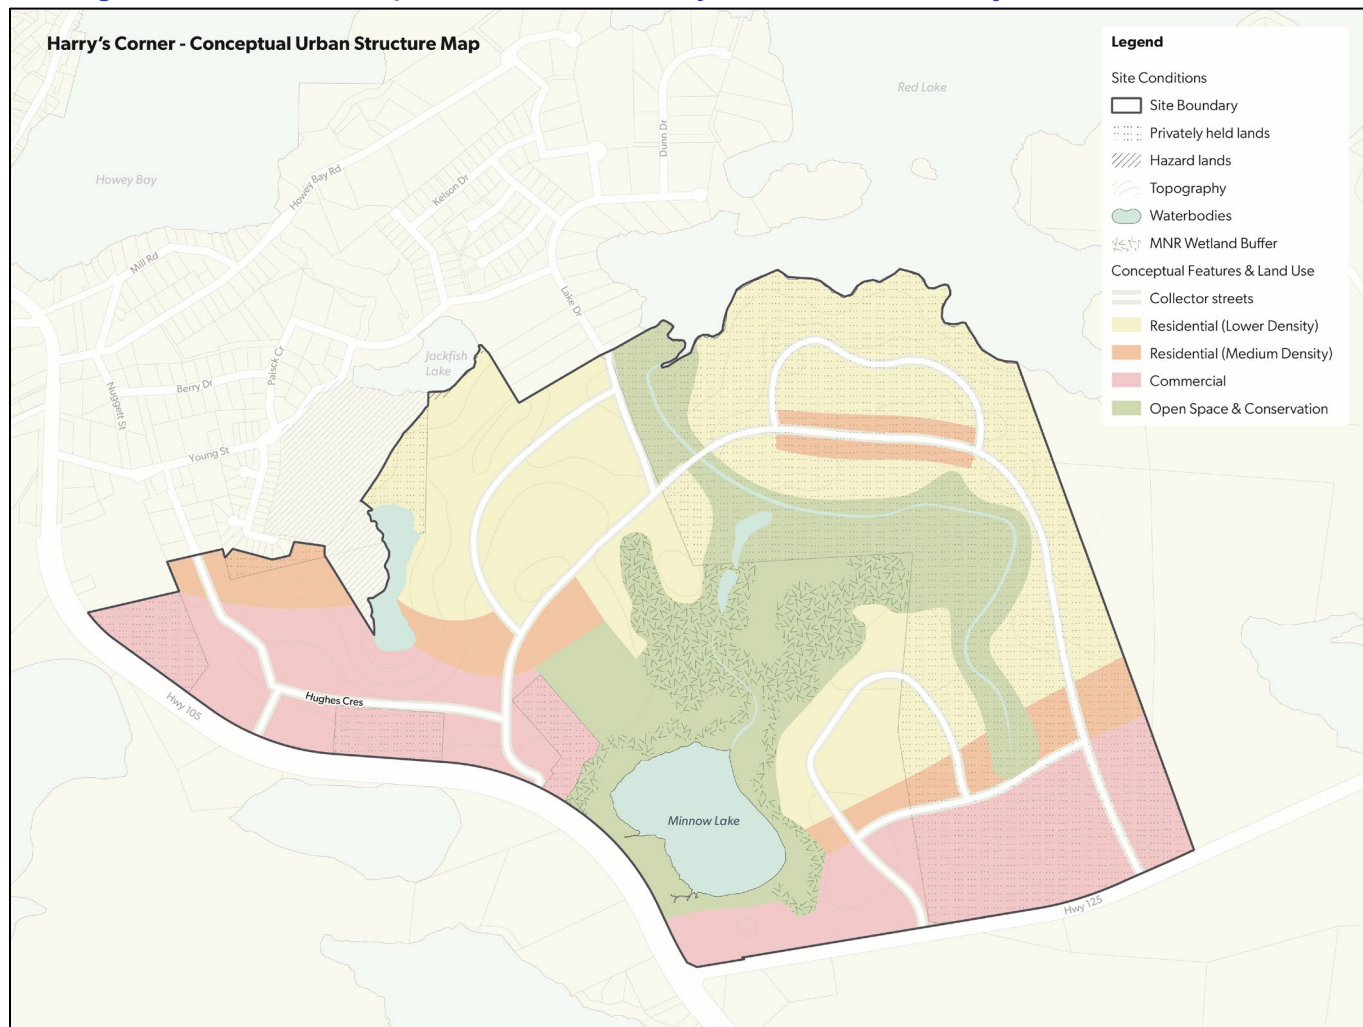 Harry's Corner - Conceptual Urban Structure Map
Legend
Site Conditions
Site Boundary
Privately held lands
Hazard lands
Topography
Waterbodies
MNR Wetland Buffer
Conceptual Features & Land Use
Collector streets
Residential (Lower Density)
Residential (Medium Density)
Commercial
Open Space & Conservation
Red Lake
Howey Bay
Dunn Dr
Howey Bay Rd
Kelson Dr
Mill Rd
Lake Dr
Jackfish
Lake
Paisck Cr
Berry Dr
Nuggett St
Young St
Hughes Cres
Hwy 105
Minnow Lake
Hwy 125